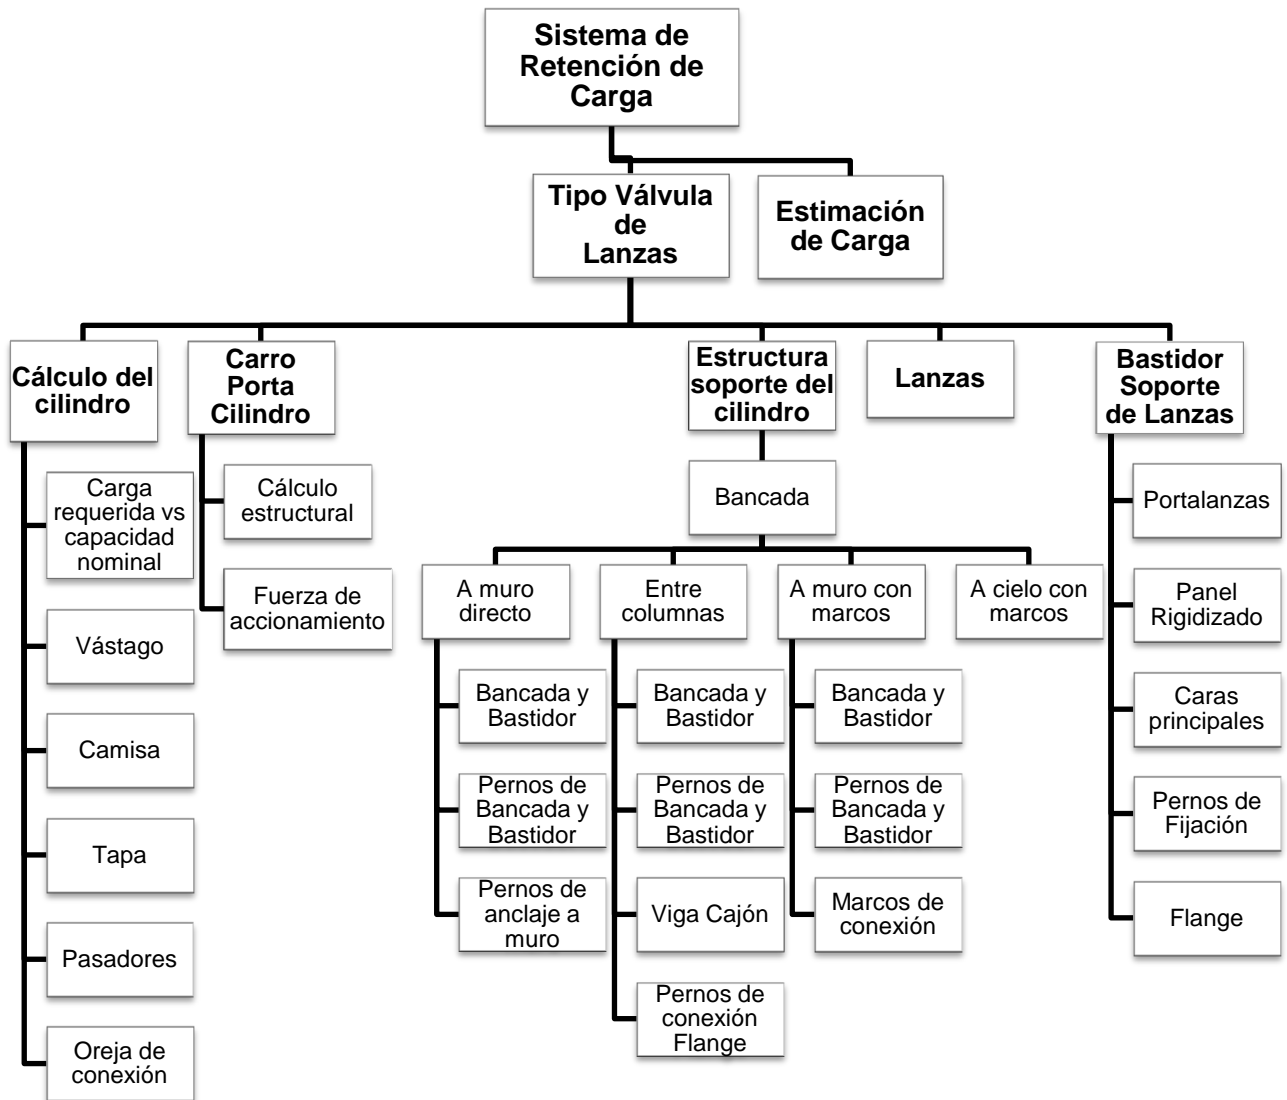 Sistema de
Retención de
Carga
Tipo Válvula
de
Lanzas
Estimación
de Carga
Cálculo del
cilindro
Carro
Porta
Cilindro
Estructura
soporte del
cilindro
Lanzas
Bastidor
Soporte
de Lanzas
Carga
requerida vs
capacidad
nominal
Vástago
Camisa
Tapa
Pasadores
Oreja de
conexión
Cálculo
estructural
Fuerza de
accionamiento
Bancada
A muro
directo
Entre
columnas
A muro con
marcos
A cielo con
marcos
Bancada y
Bastidor
Pernos de
Bancada y
Bastidor
Pernos de
anclaje a
muro
Bancada y
Bastidor
Pernos de
Bancada y
Bastidor
Viga Cajón
Pernos de
conexión
Flange
Bancada y
Bastidor
Pernos de
Bancada y
Bastidor
Marcos de
conexión
Portalanzas
Panel
Rigidizado
Caras
principales
Pernos de
Fijación
Flange